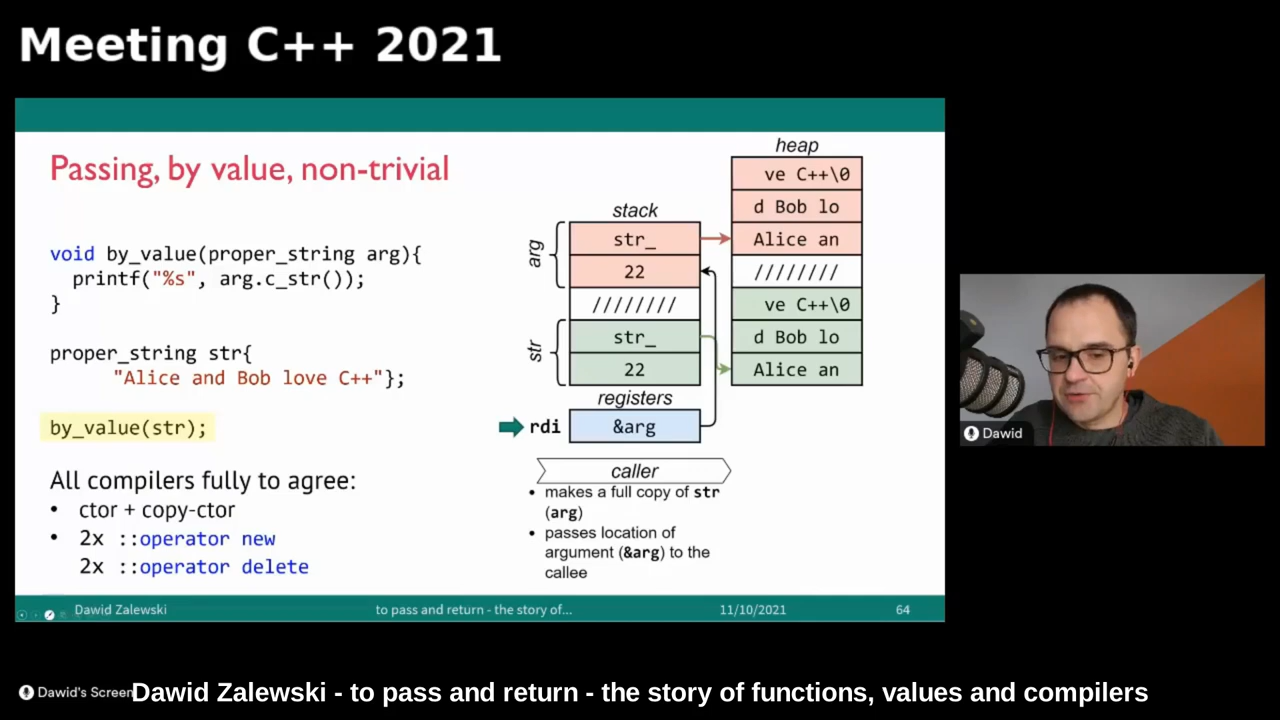 Meeting C++ 2021
Passing, by value, non-trivial
void by_value(proper_string arg){
printf("%s", arg.c_str());
}
proper_string str{
"Alice and Bob love C++"};
by_value(str);
All compilers fully to agree:
• ctor + copy-ctor
• 2x ::operator new
2x ::operator delete
stack
arg
str_
22
////////
str
str_
22
registers
rdi
&arg
heap
ve C++\0
d Bob lo
Alice an
////////
ve C++\0
d Bob lo
Alice an
caller
• makes a full copy of str
(arg)
• passes location of
argument (&arg) to the
callee
Dawid Zalewski
to pass and return - the story of...
11/10/2021
64
Dawid
Dawid's Screen
Dawid Zalewski - to pass and return - the story of functions, values and compilers